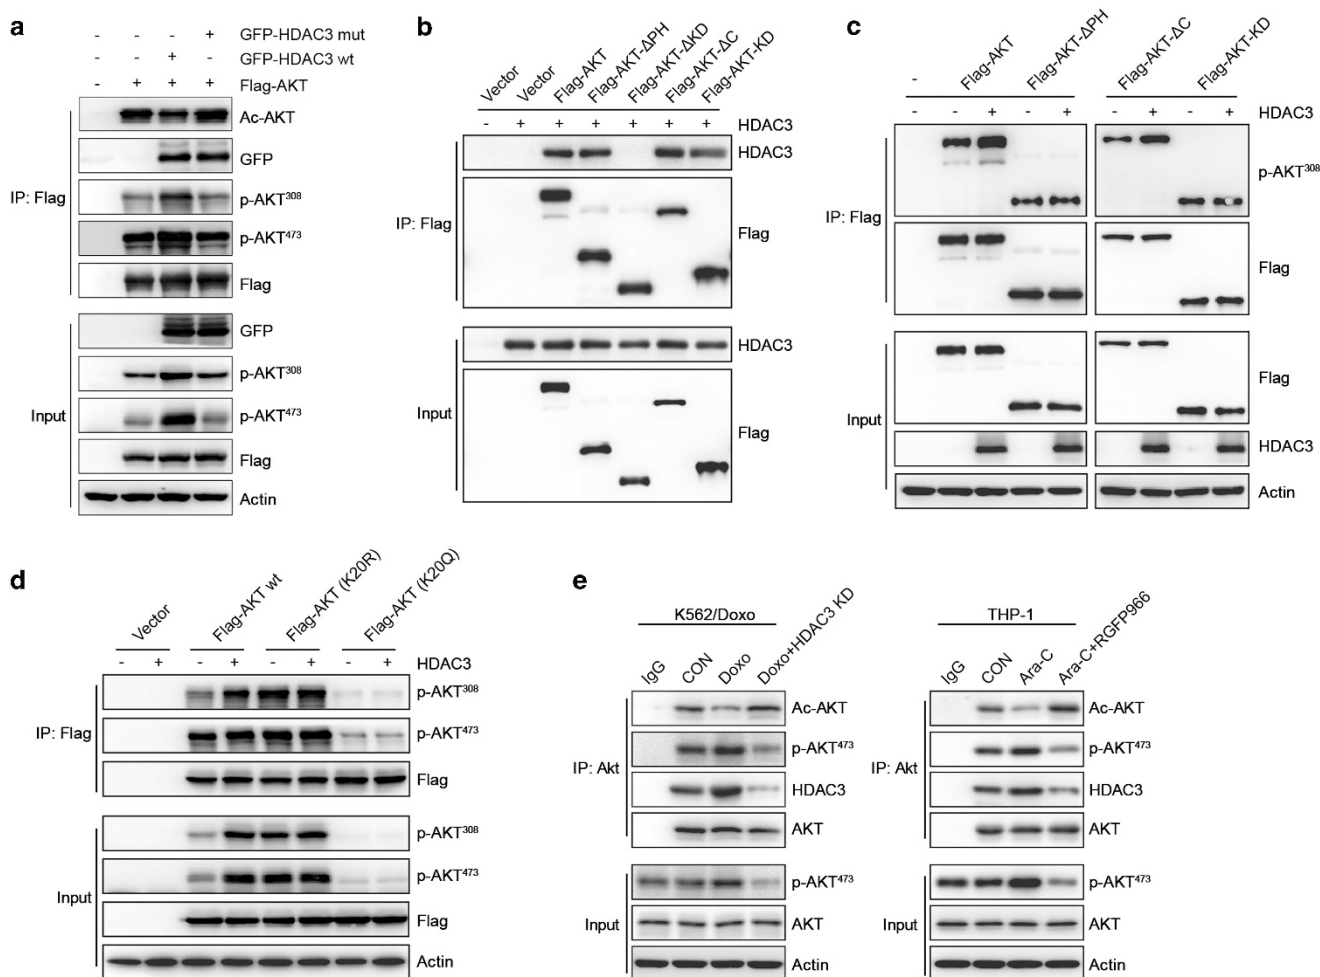 a
- - - + GFP-HDAC3 mut
- - + - GFP-HDAC3 wt
- + + + Flag-AKT
IP: Flag
Ac-AKT
GFP
p-AKT308
p-AKT473
Flag
Input
GFP
p-AKT308
p-AKT473
Flag
Actin
b
Vector Vector Flag-AKT Flag-AKT-ΔPH Flag-AKT-ΔKD Flag-AKT-ΔC Flag-AKT-KD
- + + + + + + HDAC3
IP: Flag
HDAC3
Flag
Input
HDAC3
Flag
c
- Flag-AKT Flag-AKT-ΔPH Flag-AKT-ΔC Flag-AKT-KD
- + - + - + - + HDAC3
IP: Flag
p-AKT308
Flag
Input
Flag
HDAC3
Actin
d
Vector Flag-AKT wt Flag-AKT (K20R) Flag-AKT (K20Q)
- + - + - + - + HDAC3
IP: Flag
p-AKT308
p-AKT473
Flag
Input
p-AKT308
p-AKT473
Flag
Actin
e
K562/Doxo
IgG CON Doxo Doxo+HDAC3 KD
IP: Akt
Ac-AKT
p-AKT473
HDAC3
AKT
Input
p-AKT473
AKT
Actin
THP-1
IgG CON Ara-C Ara-C+RGFP966
IP: Akt
Ac-AKT
p-AKT473
HDAC3
AKT
Input
p-AKT473
AKT
Actin